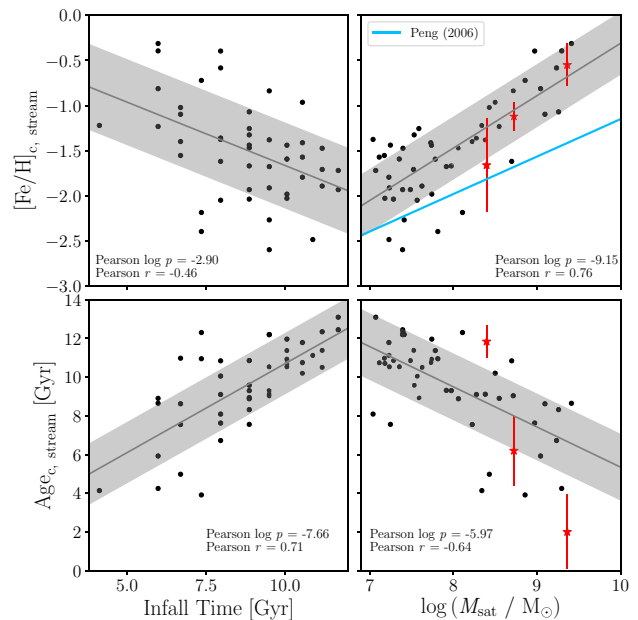 0.0
−0.5
−1.0
−1.5
−2.0
−2.5
−3.0
[Fe/H]c, stream
Pearson log p = -2.90
Pearson r = -0.46
Peng (2006)
Pearson log p = -9.15
Pearson r = 0.76
14
12
10
8
6
4
2
0
Agec, stream [Gyr]
Pearson log p = -7.66
Pearson r = 0.71
Pearson log p = -5.97
Pearson r = -0.64
5.0 7.5 10.0
7 8 9 10
Infall Time [Gyr]
log (Msat / M⊙)